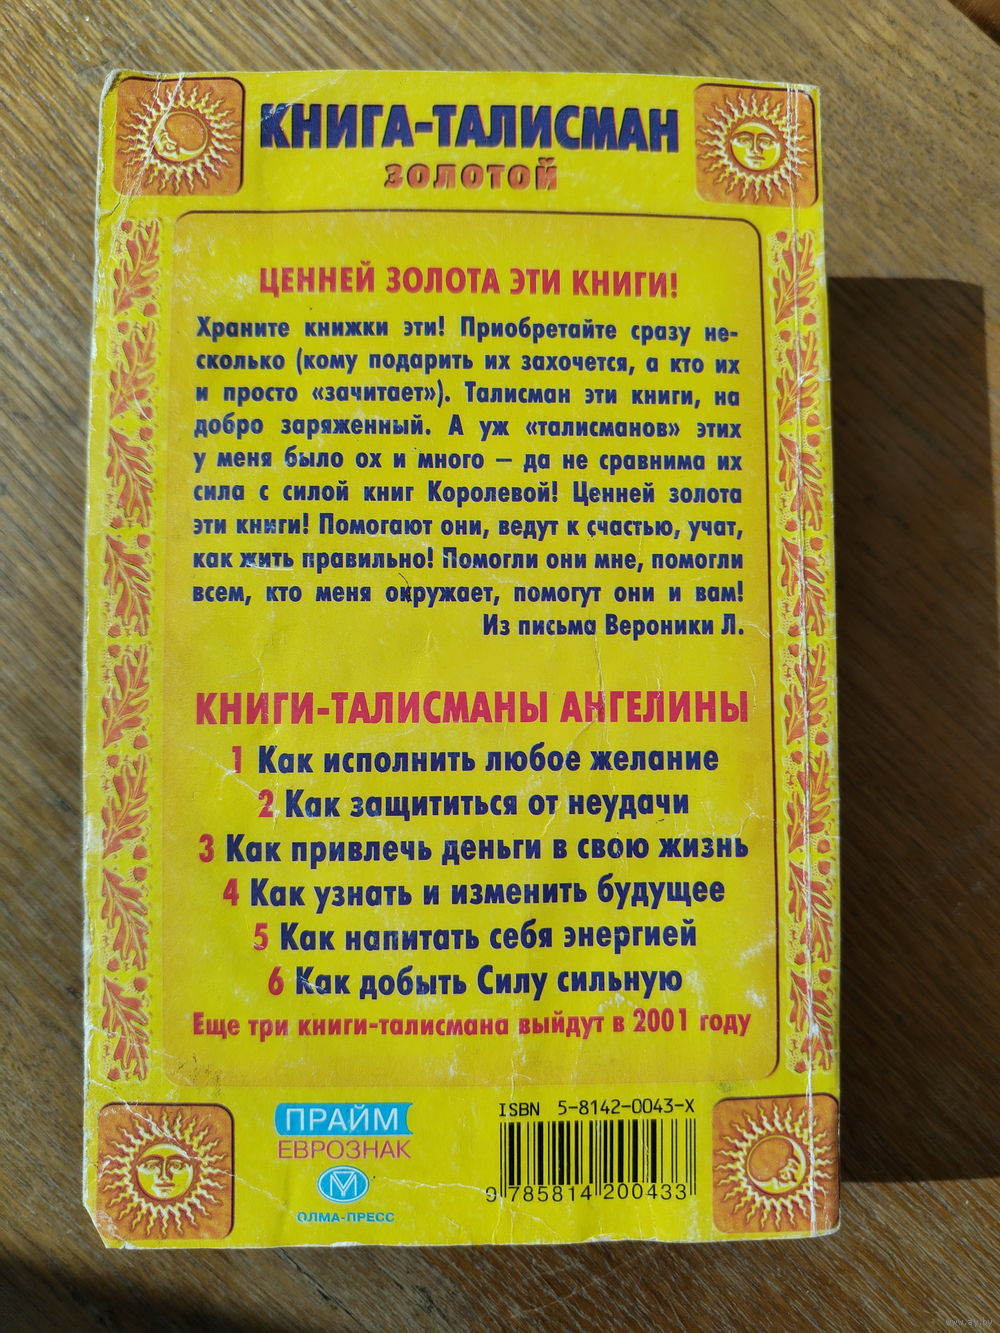 КНИГА-ТАЛИСМАН
ЗОЛОТОЙ
ЦЕННЕЙ ЗОЛОТА ЭТИ КНИГИ!
Храните книжки эти! Приобретайте сразу не-
сколько (кому подарить их захочется, а кто их
и просто «зачитает»). Талисман эти книги, на
добро заряженный. А уж «талисманов» этих
у меня было ох и много – да не сравнима их
сила с силой книг Королевой! Ценней золота
эти книги! Помогают они, ведут к счастью, учат,
как жить правильно! Помогли они мне, помогли
всем, кто меня окружает, помогут они и вам!
Из письма Вероники Л.
КНИГИ-ТАЛИСМАНЫ АНГЕЛИНЫ
1 Как исполнить любое желание
2 Как защититься от неудачи
3 Как привлечь деньги в свою жизнь
4 Как узнать и изменить будущее
5 Как напитать себя энергией
6 Как добыть Силу сильную
Еще три книги-талисмана выйдут в 2001 году
ПРАЙМ
ЕВРОЗНАК
ОЛМА-ПРЕСС
ISBN 5-8142-0043-X
9 785814 200433
www.ay.by